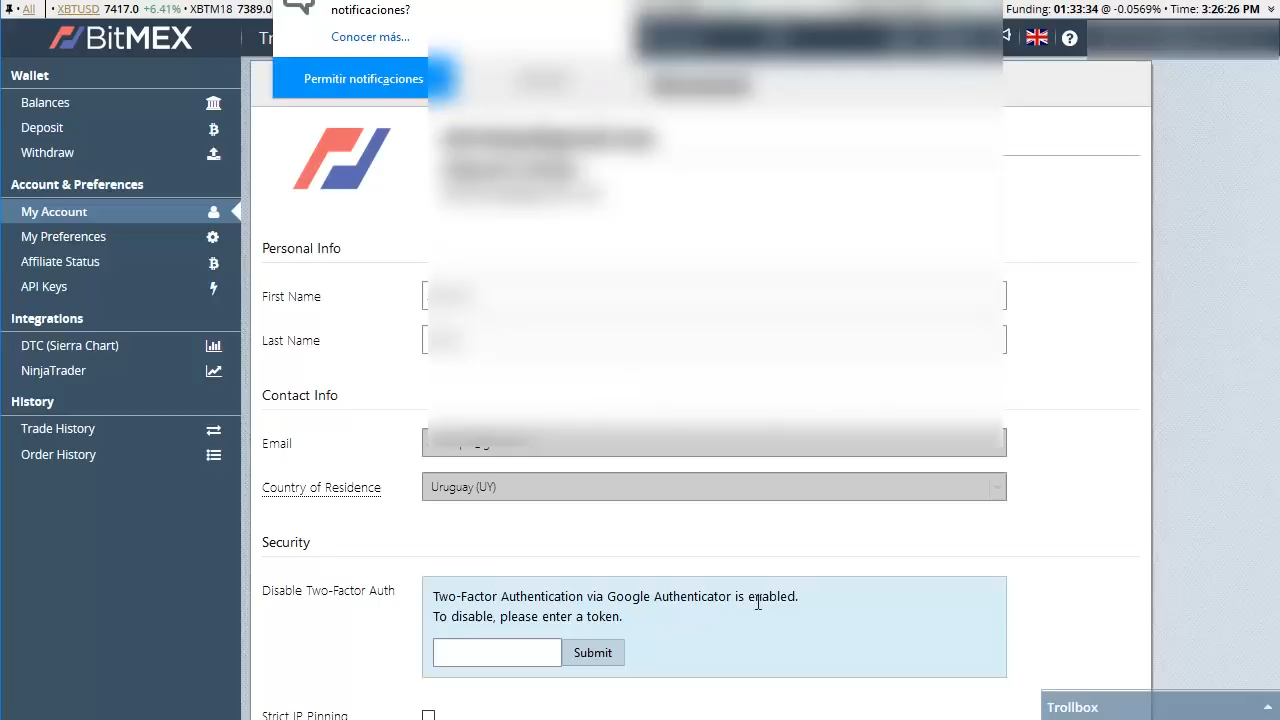 All XBTUSD 7417.0 +6.41% • XBTM18 7389.0
Funding: 01:33:34 @ -0.0569% • Time: 3:26:26 PM
notificaciones?
Conocer más...
Permitir notificaciones
BitMEX
Tr
Wallet
Balances
Deposit
Withdraw
Account & Preferences
My Account
My Preferences
Affiliate Status
API Keys
Integrations
DTC (Sierra Chart)
NinjaTrader
History
Trade History
Order History
Personal Info
First Name
Last Name
Contact Info
Email
Country of Residence
Uruguay (UY)
Security
Disable Two-Factor Auth
Two-Factor Authentication via Google Authenticator is enabled.
To disable, please enter a token.
Submit
Strict IP Pinning
Trollbox